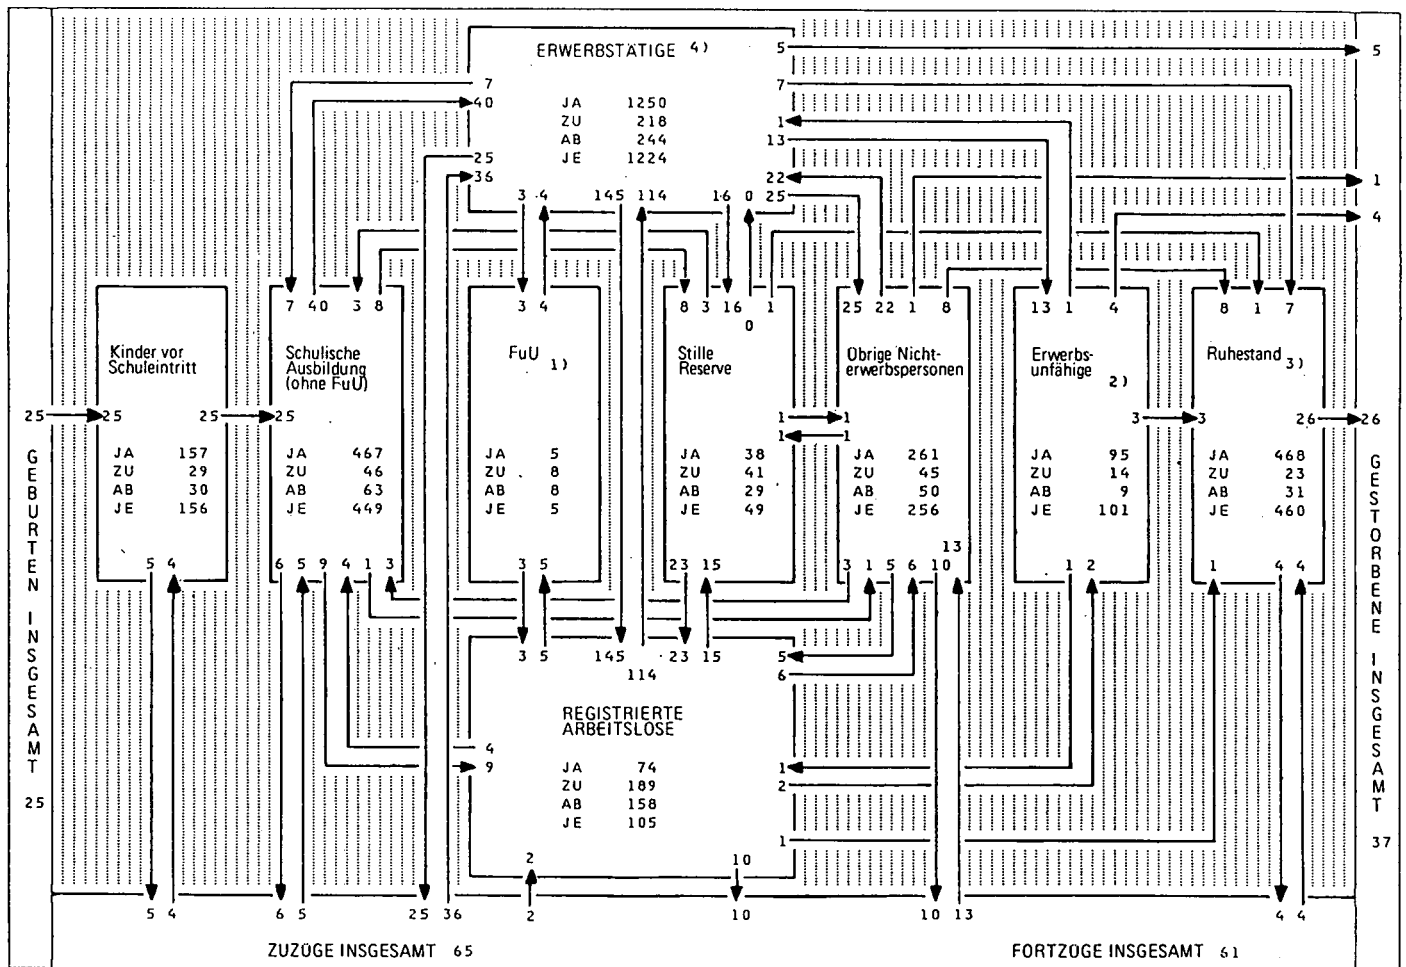 ERWERBSTÄTIGE 4) 5 5
7 7
40 JA 1250
ZU 218 1
AB 244 13
25 JE 1224
36 22 1
3 4 145 114 16 0 25
4
7 40 3 8 3 4 8 3 16 1 25 22 1 8 13 1 4 8 1 7
0
Kinder vor Schuleintritt
Schulische Ausbildung (ohne FuU)
FuU 1)
Stille Reserve
Übrige Nicht-erwerbspersonen
Erwerbs-unfähige 2)
Ruhestand 3)
25 25 25 25 1 1 3 3 26 26
1 1
JA 157 JA 467 JA 5 JA 38 JA 261 JA 95 JA 468
ZU 29 ZU 46 ZU 8 ZU 41 ZU 45 ZU 14 ZU 23
AB 30 AB 63 AB 8 AB 29 AB 50 AB 9 AB 31
JE 156 JE 449 JE 5 JE 49 JE 256 JE 101 JE 460
13
5 4 6 5 9 4 1 3 3 5 23 15 3 1 5 6 10 1 2 1 4 4
3 5 145 23 15 5
114 6
REGISTRIERTE
ARBEITSLOSE
4
9 JA 74 1
ZU 189 2
AB 158
JE 105
1
2 10
5 4 6 5 25 36 2 10 10 13 4 4
GEBURTEN INSGESAMT
25
GESTORBENE INSGESAMT
37
ZUZÜGE INSGESAMT 65
FORTZÜGE INSGESAMT 61